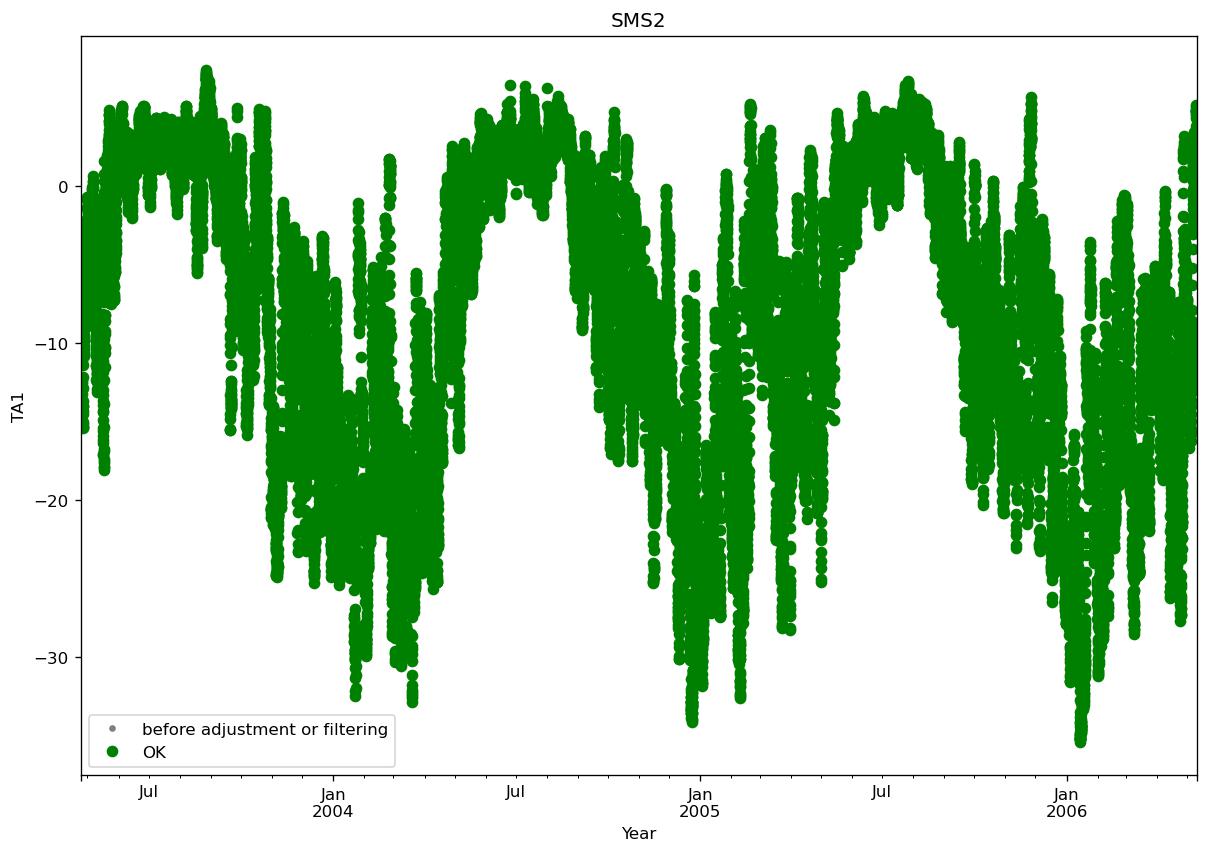 SMS2
TA1
0
−10
−20
−30
before adjustment or filtering
OK
Jul
Jan
2004
Jul
Jan
2005
Jul
Jan
2006
Year